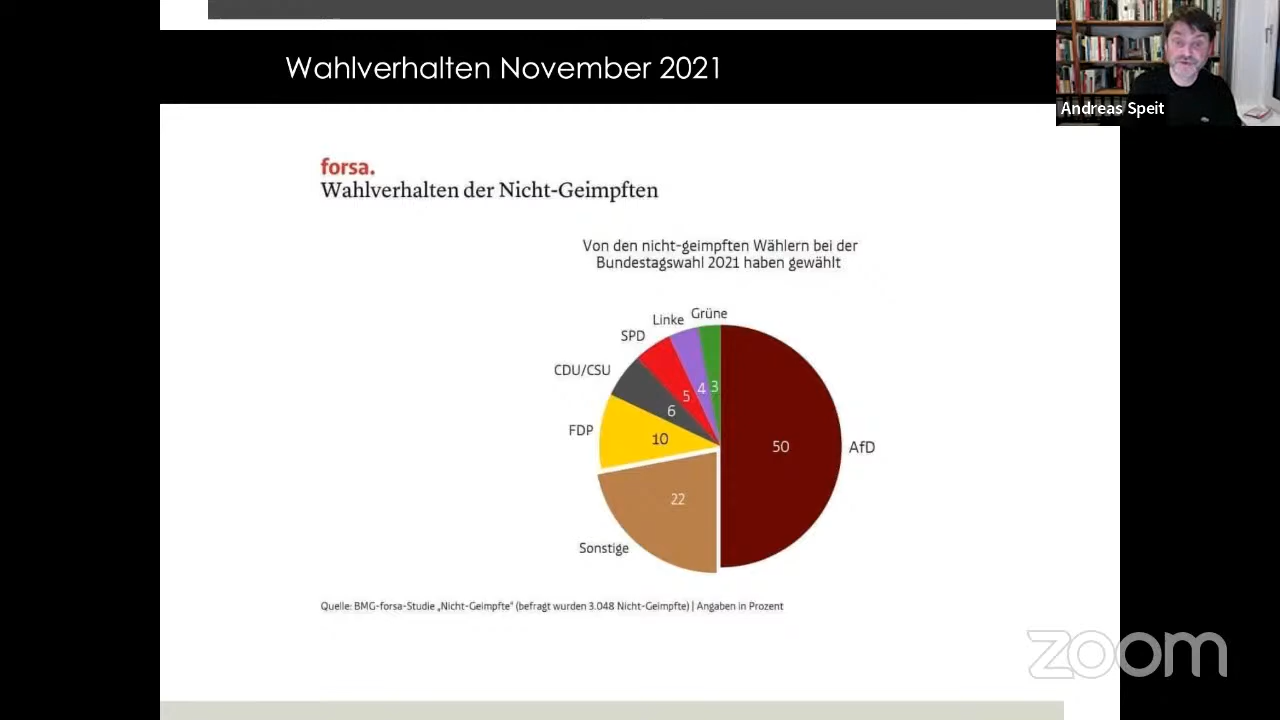 Wahlverhalten November 2021
Andreas Speit
forsa.
Wahlverhalten der Nicht-Geimpften
Von den nicht-geimpften Wählern bei der
Bundestagswahl 2021 haben gewählt
Grüne
Linke
SPD
CDU/CSU
FDP
Sonstige
AfD
3
4
5
6
10
22
50
Quelle: BMG-forsa-Studie „Nicht-Geimpfte“ (befragt wurden 3.048 Nicht-Geimpfte) | Angaben in Prozent
zoom